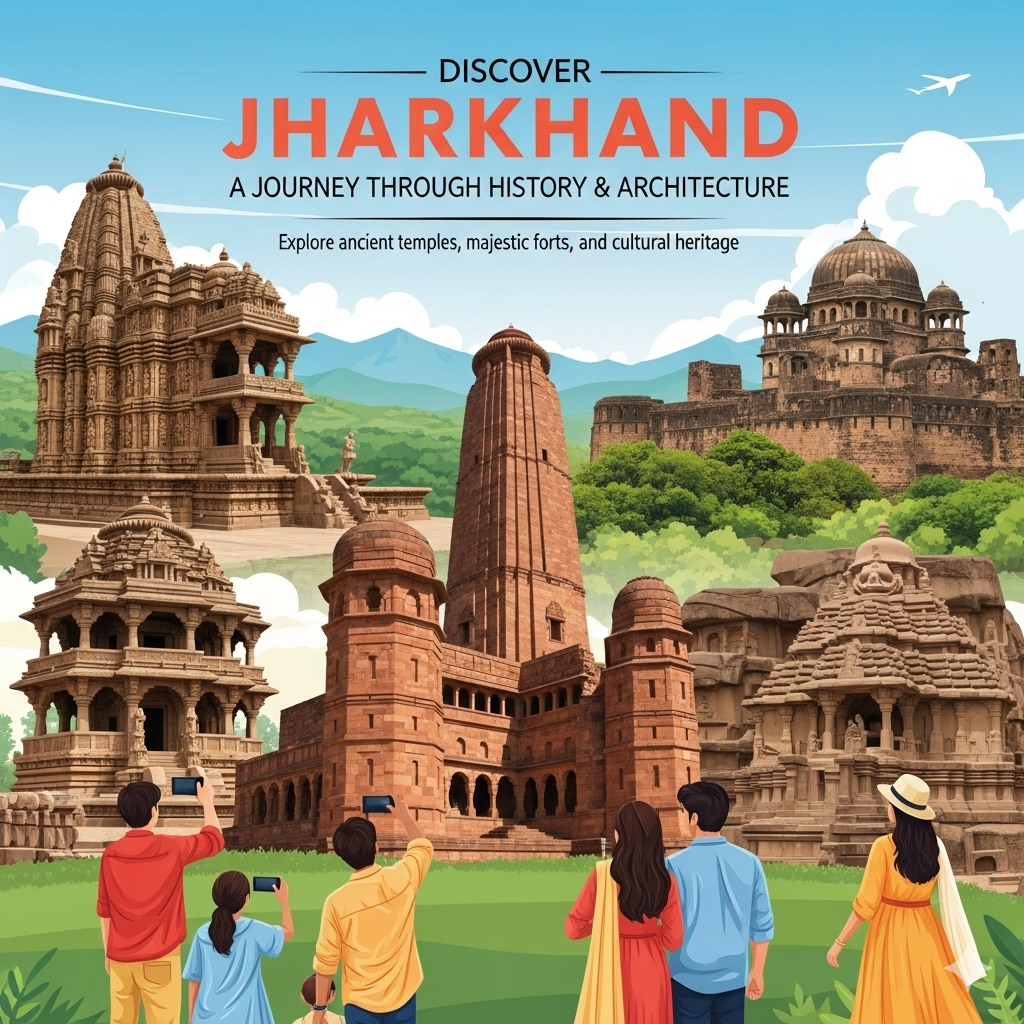 DISCOVER
JHARKHAND
A JOURNEY THROUGH HISTORY & ARCHITECTURE
Explore ancient temples, majestic forts, and cultural heritage